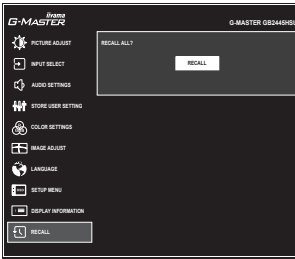 iiyama
G-MASTER
G-MASTER GB2445HSU
PICTURE ADJUST
RECALL ALL?
INPUT SELECT
RECALL
AUDIO SETTINGS
STORE USER SETTING
COLOR SETTINGS
IMAGE ADJUST
LANGUAGE
SETUP MENU
DISPLAY INFORMATION
RECALL